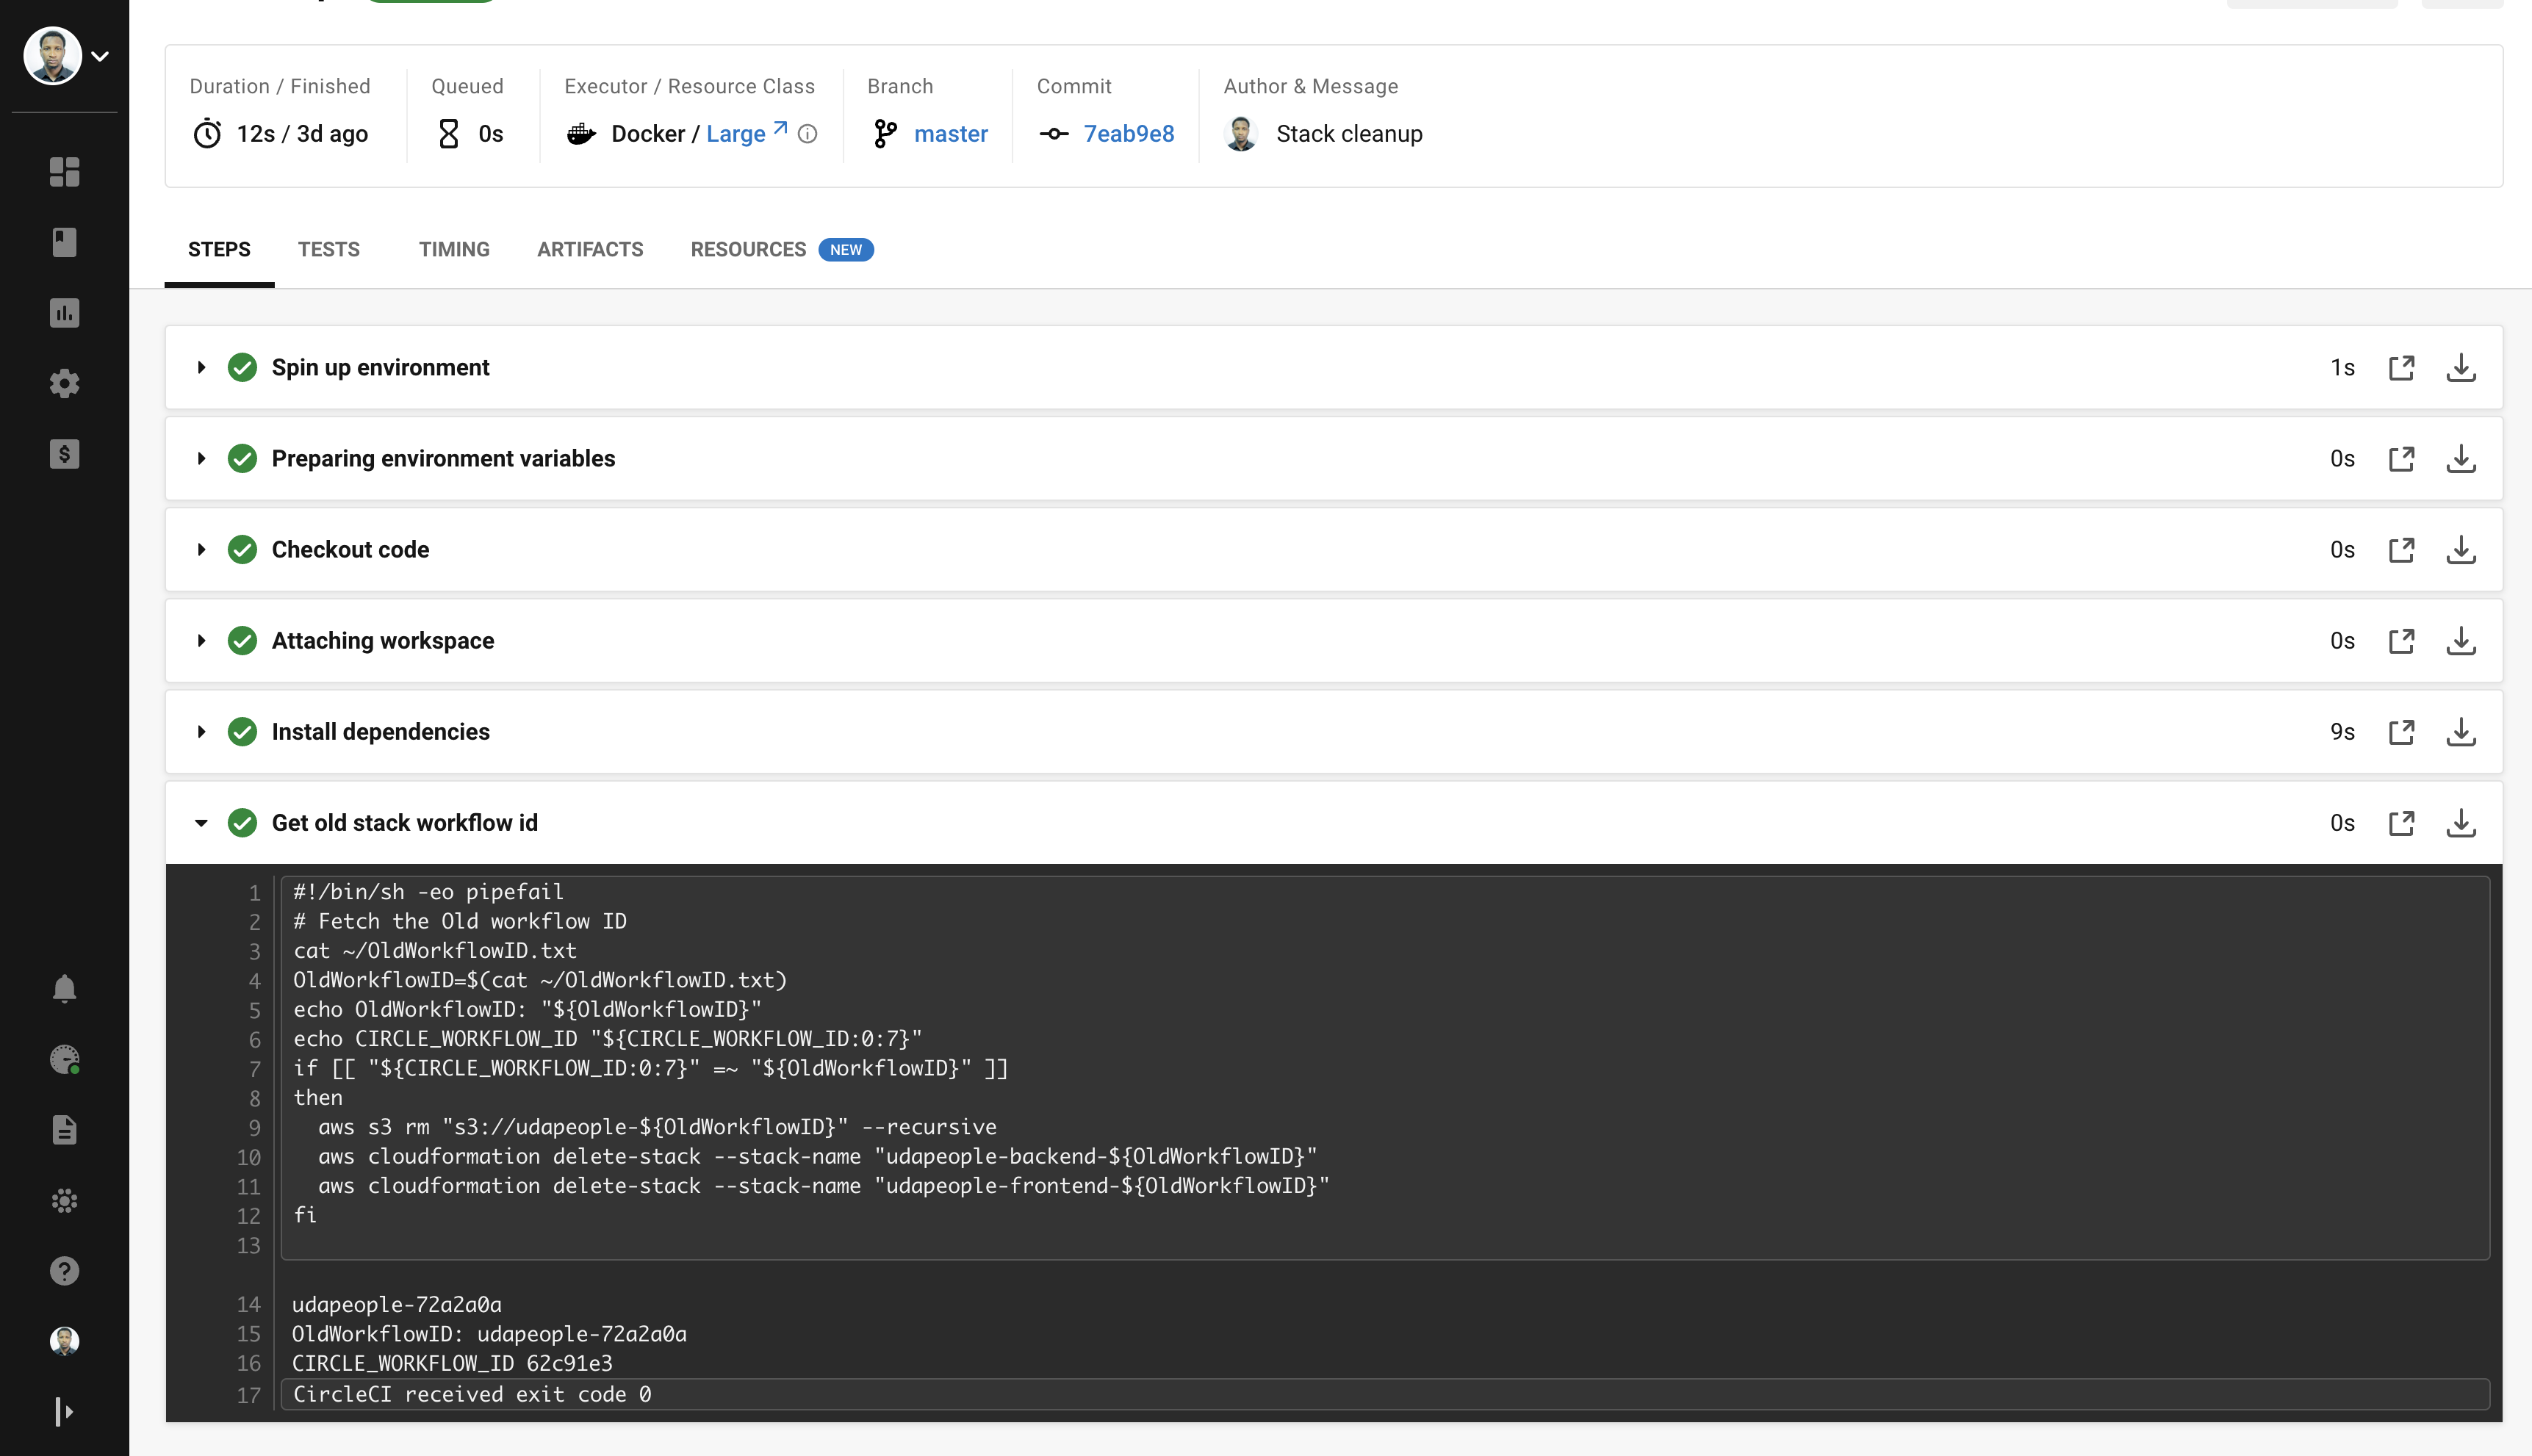 Duration / Finished
12s / 3d ago
Queued
0s
Executor / Resource Class
Docker / Large
Branch
master
Commit
7eab9e8
Author & Message
Stack cleanup
STEPS
TESTS
TIMING
ARTIFACTS
RESOURCES NEW
Spin up environment 1s
Preparing environment variables 0s
Checkout code 0s
Attaching workspace 0s
Install dependencies 9s
Get old stack workflow id 0s
1 #!/bin/sh -eo pipefail
2 # Fetch the Old workflow ID
3 cat ~/OldWorkflowID.txt
4 OldWorkflowID=$(cat ~/OldWorkflowID.txt)
5 echo OldWorkflowID: "${OldWorkflowID}"
6 echo CIRCLE_WORKFLOW_ID "${CIRCLE_WORKFLOW_ID:0:7}"
7 if [[ "${CIRCLE_WORKFLOW_ID:0:7}" =~ "${OldWorkflowID}" ]]
8 then
9   aws s3 rm "s3://udapeople-${OldWorkflowID}" --recursive
10   aws cloudformation delete-stack --stack-name "udapeople-backend-${OldWorkflowID}"
11   aws cloudformation delete-stack --stack-name "udapeople-frontend-${OldWorkflowID}"
12 fi
13
14 udapeople-72a2a0a
15 OldWorkflowID: udapeople-72a2a0a
16 CIRCLE_WORKFLOW_ID 62c91e3
17 CircleCI received exit code 0